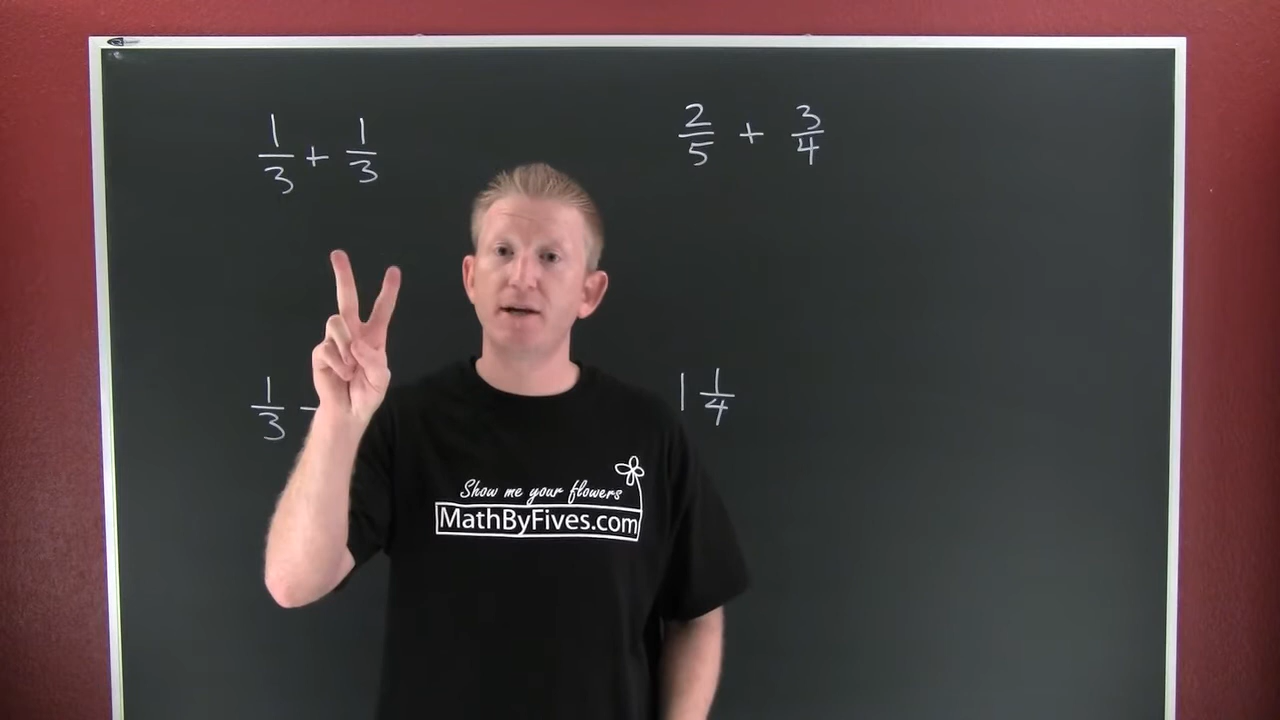 1/3 + 1/3
2/5 + 3/4
1/3 -
1 1/4
Show me your flowers
MathByFives.com